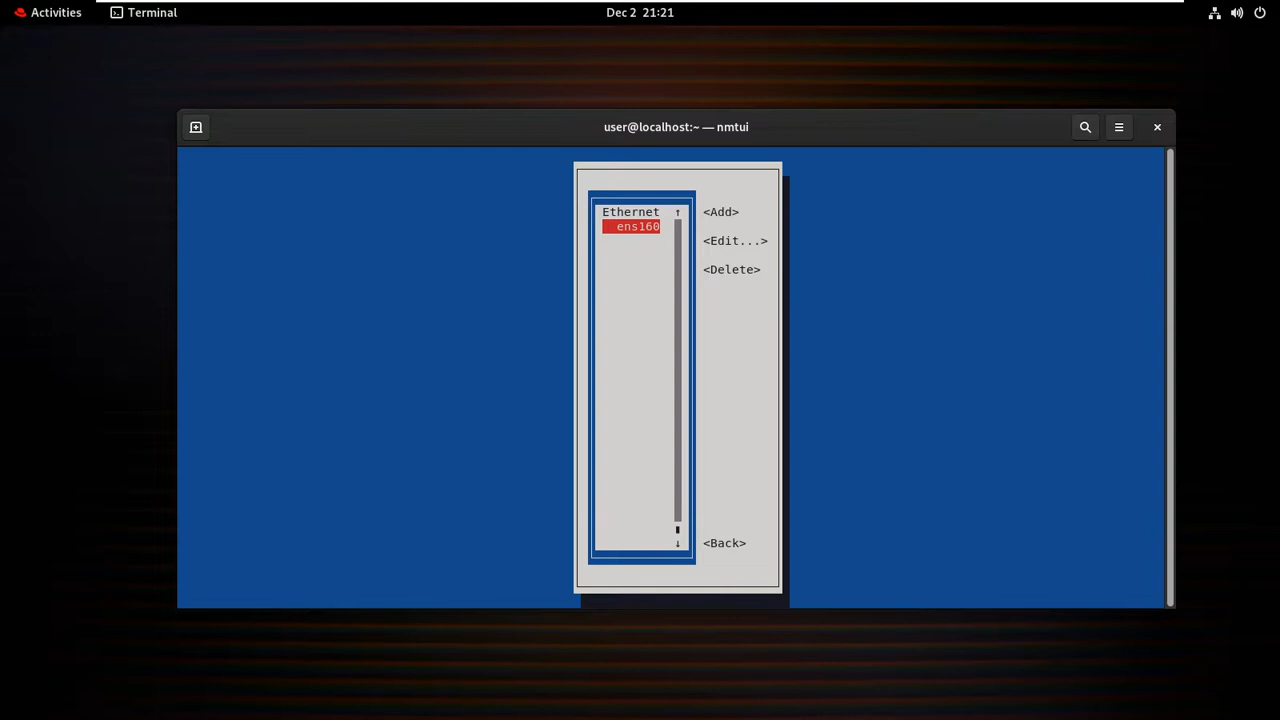 Activities Terminal Dec 2 21:21
user@localhost:~ — nmtui
Ethernet ↑ <Add>
ens160
<Edit...>
<Delete>
↓ <Back>